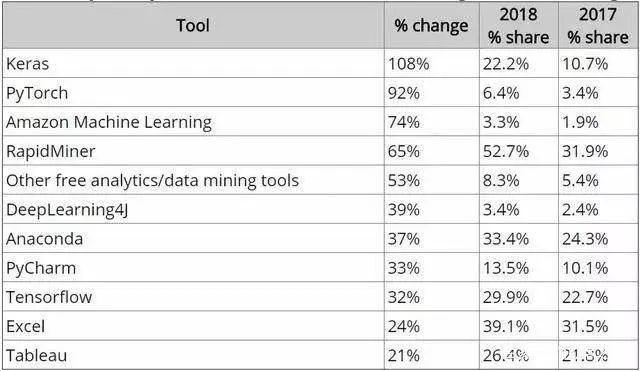 Tool % change 2018 % share 2017 % share
Keras 108% 22.2% 10.7%
PyTorch 92% 6.4% 3.4%
Amazon Machine Learning 74% 3.3% 1.9%
RapidMiner 65% 52.7% 31.9%
Other free analytics/data mining tools 53% 8.3% 5.4%
DeepLearning4J 39% 3.4% 2.4%
Anaconda 37% 33.4% 24.3%
PyCharm 33% 13.5% 10.1%
Tensorflow 32% 29.9% 22.7%
Excel 24% 39.1% 31.5%
Tableau 21% 26.4% 21.8%